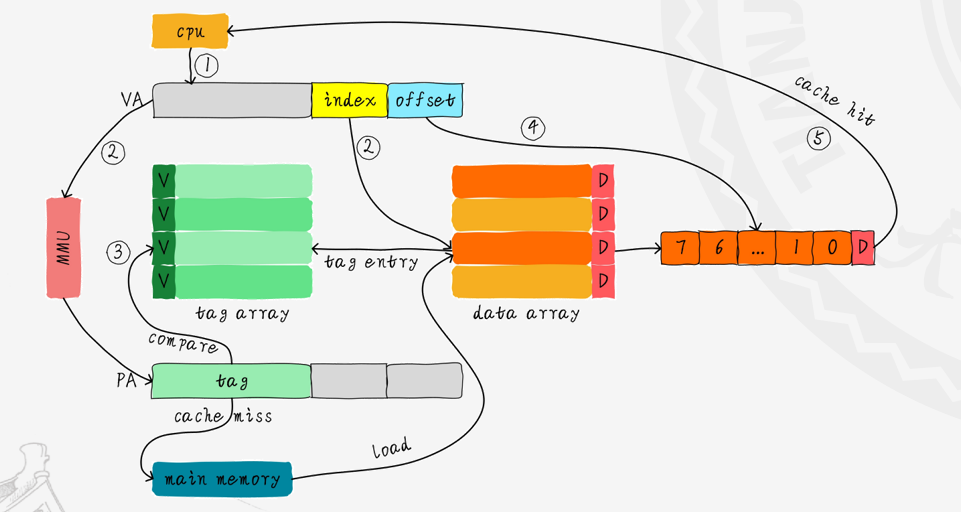 cpu
①
VA
index
offset
②
②
④
cache hit
⑤
V
D
V
D
MMU
③
V
tag entry
D
7 6 ... 1 0 D
V
D
tag array
data array
compare
PA
tag
cache miss
load
main memory